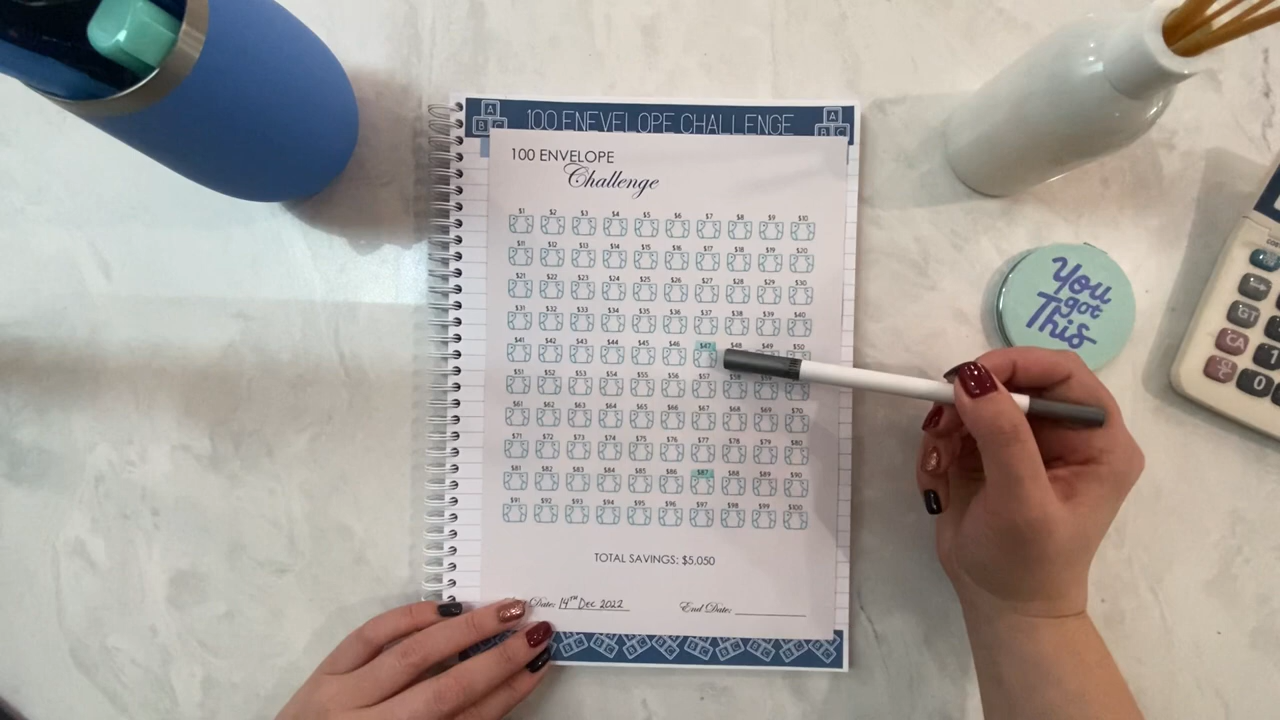 A
B C
100 ENEVELOPE CHALLENGE
A
B C
100 ENVELOPE
Challenge
$1 $2 $3 $4 $5 $6 $7 $8 $9 $10
$11 $12 $13 $14 $15 $16 $17 $18 $19 $20
$21 $22 $23 $24 $25 $26 $27 $28 $29 $30
$31 $32 $33 $34 $35 $36 $37 $38 $39 $40
$41 $42 $43 $44 $45 $46 $47 $48 $49 $50
$51 $52 $53 $54 $55 $56 $57 $58 $59 $60
$61 $62 $63 $64 $65 $66 $67 $68 $69 $70
$71 $72 $73 $74 $75 $76 $77 $78 $79 $80
$81 $82 $83 $84 $85 $86 $87 $88 $89 $90
$91 $92 $93 $94 $95 $96 $97 $98 $99 $100
TOTAL SAVINGS: $5,050
Date: 14TH Dec 2022
End Date:
You
got
This
GT
CA
0